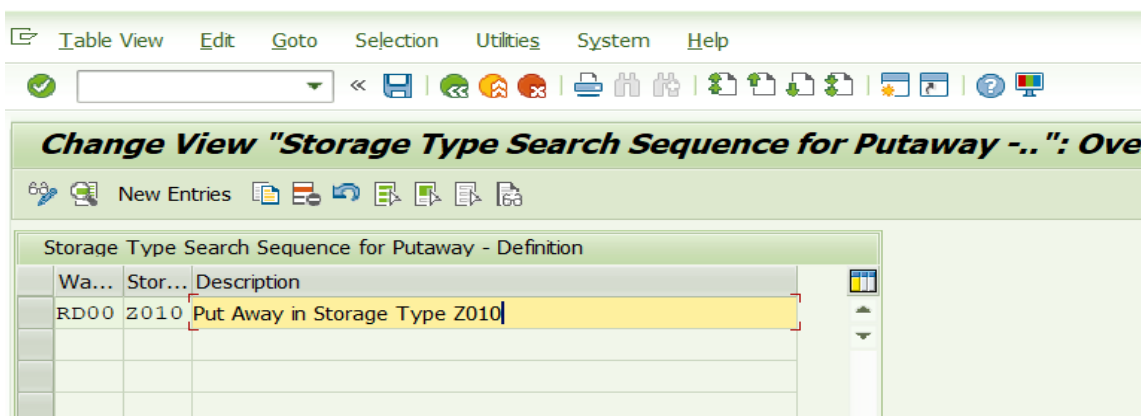 Table View Edit Goto Selection Utilities System Help
Change View "Storage Type Search Sequence for Putaway -..": Ove
New Entries
Storage Type Search Sequence for Putaway - Definition
Wa... Stor... Description
RD00 Z010 Put Away in Storage Type Z010